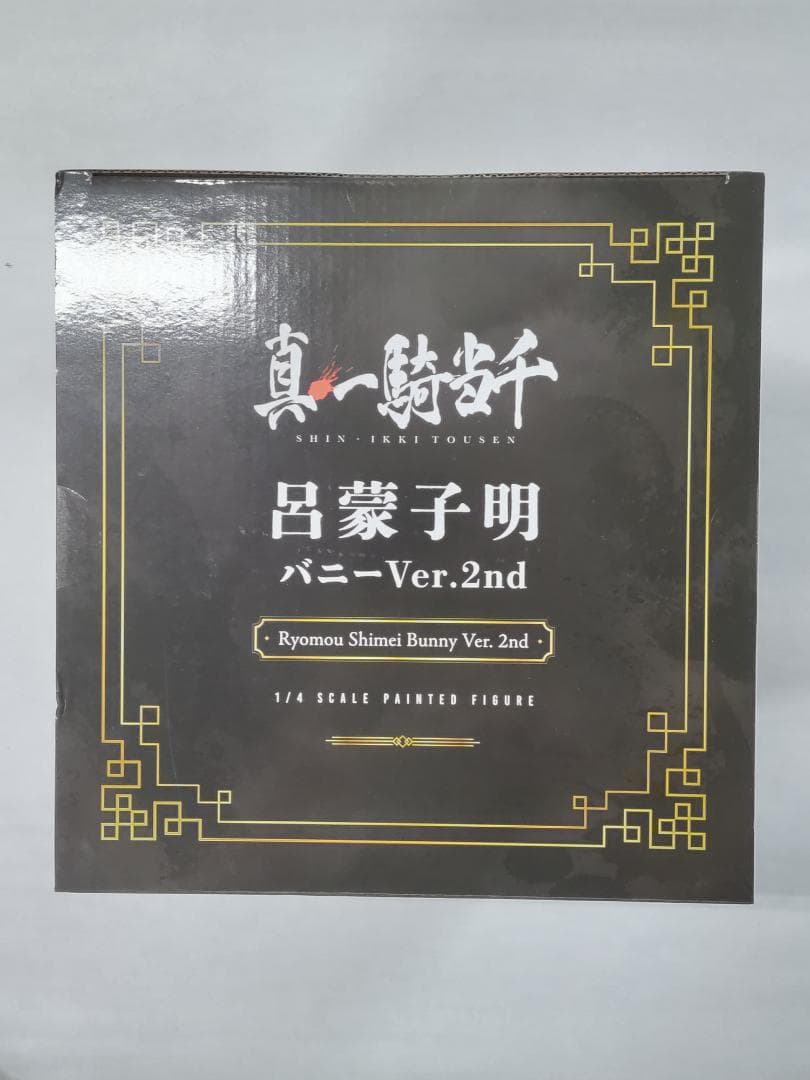 真・一騎当千
SHIN・IKKI TOUSEN
呂蒙子明
バニーVer.2nd
Ryomou Shimei Bunny Ver. 2nd
1/4 SCALE PAINTED FIGURE